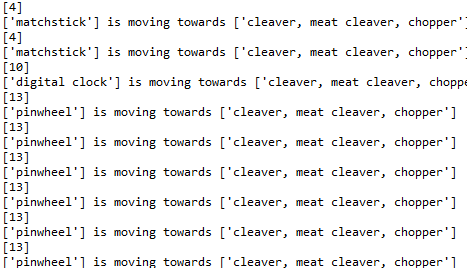 [4]
['matchstick'] is moving towards ['cleaver, meat cleaver, chopper']
[4]
['matchstick'] is moving towards ['cleaver, meat cleaver, chopper'
[10]
['digital clock'] is moving towards ['cleaver, meat cleaver, choppe
[13]
['pinwheel'] is moving towards ['cleaver, meat cleaver, chopper']
[13]
['pinwheel'] is moving towards ['cleaver, meat cleaver, chopper']
[13]
['pinwheel'] is moving towards ['cleaver, meat cleaver, chopper']
[13]
['pinwheel'] is moving towards ['cleaver, meat cleaver, chopper']
[13]
['pinwheel'] is moving towards ['cleaver, meat cleaver, chopper']
[13]
['pinwheel'] is moving towards ['cleaver, meat cleaver, chopper']